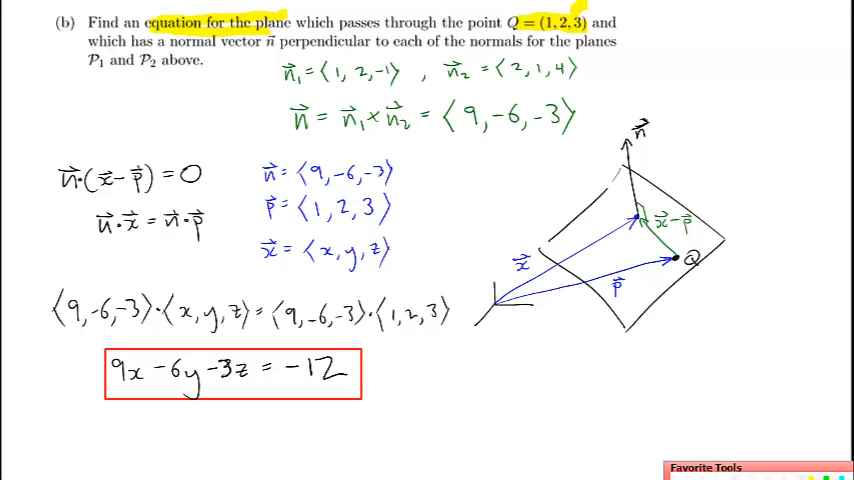 (b) Find an equation for the plane which passes through the point Q = (1, 2, 3) and
which has a normal vector n⃗ perpendicular to each of the normals for the planes
P₁ and P₂ above.
n⃗₁ = ⟨1, 2, -1⟩ , n⃗₂ = ⟨2, 1, 4⟩
n⃗ = n⃗₁ × n⃗₂ = ⟨9, -6, -3⟩
n⃗
n⃗·(x⃗ - p⃗) = 0
n⃗ = ⟨9, -6, -3⟩
n⃗·x⃗ = n⃗·p⃗
p⃗ = ⟨1, 2, 3⟩
x⃗ = ⟨x, y, z⟩
x⃗ - p⃗
Q
x⃗
p⃗
⟨9, -6, -3⟩·⟨x, y, z⟩ = ⟨9, -6, -3⟩·⟨1, 2, 3⟩
9x - 6y - 3z = -12
Favorite Tools